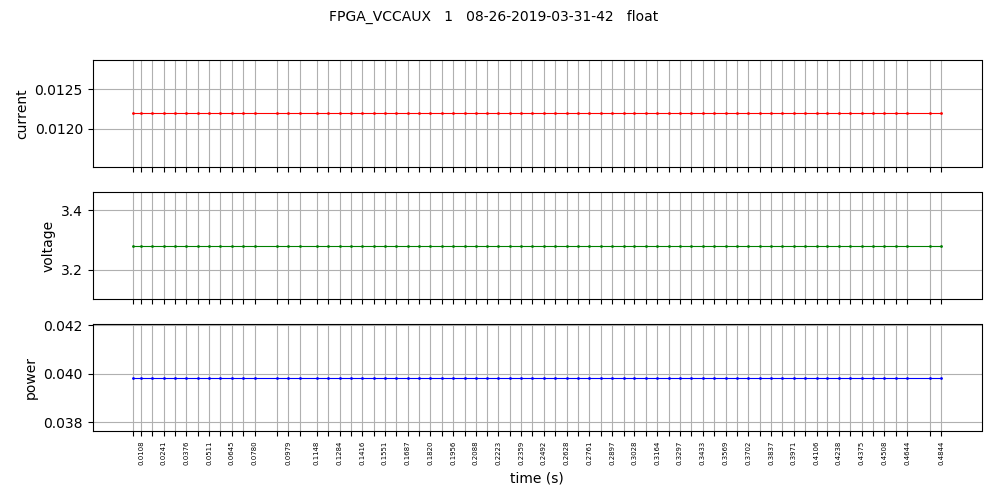 FPGA_VCCAUX 1 08-26-2019-03-31-42 float
0.0125
0.0120
current
3.4
3.2
voltage
0.042
0.040
0.038
power
0.0108 0.0241 0.0376 0.0511 0.0645 0.0780 0.0979 0.1148 0.1284 0.1416 0.1551 0.1687 0.1820 0.1956 0.2088 0.2223 0.2359 0.2492 0.2628 0.2761 0.2897 0.3028 0.3164 0.3297 0.3433 0.3569 0.3702 0.3837 0.3971 0.4106 0.4238 0.4375 0.4508 0.4644 0.4844
time (s)